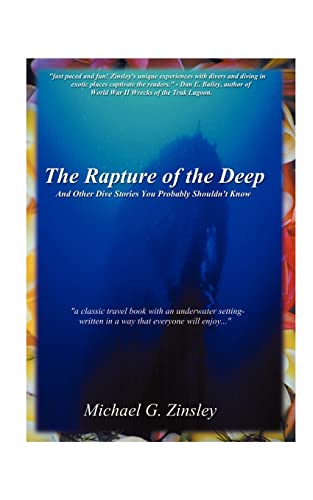 "fast paced and fun! Zinsley's unique experiences with divers and diving in
exotic places captivate the readers." - Dan E. Bailey, author of
World War II Wrecks of the Truk Lagoon.
The Rapture of the Deep
And Other Dive Stories You Probably Shouldn't Know
"a classic travel book with an underwater setting-
written in a way that everyone will enjoy..."
Michael G. Zinsley